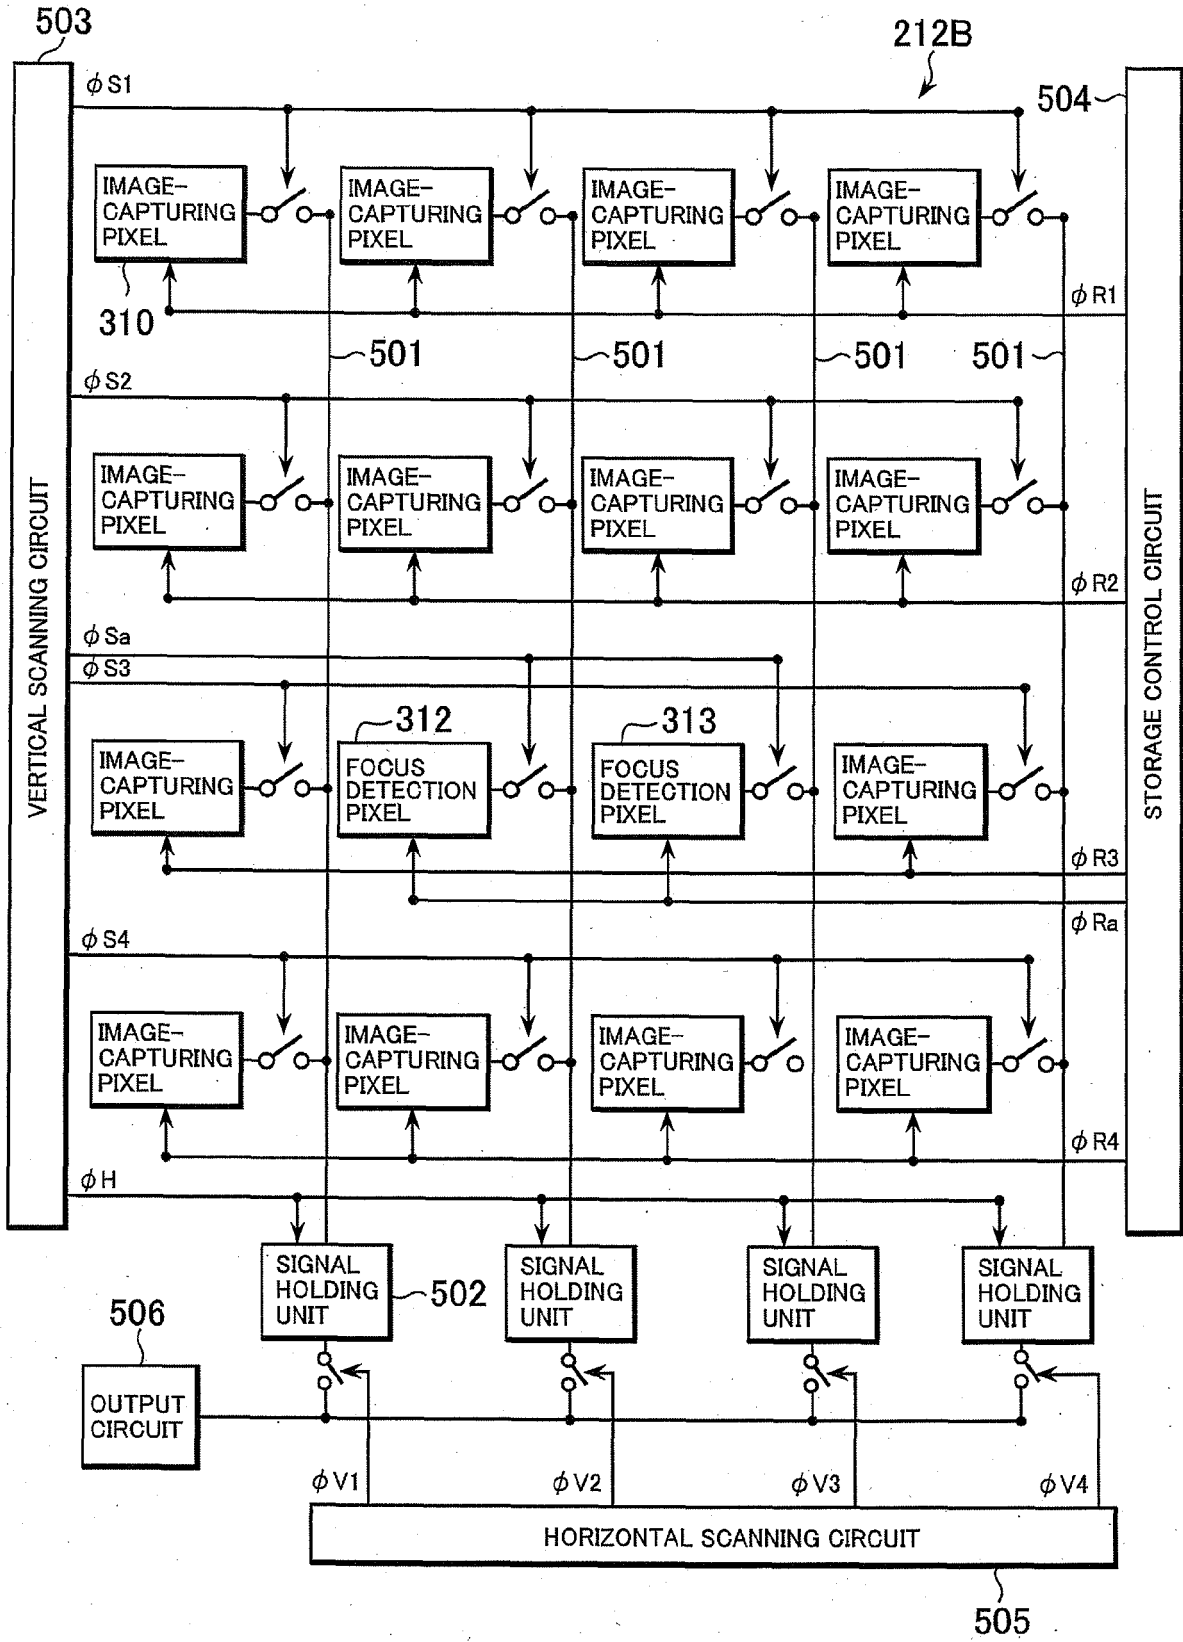 503
212B
504
ϕS1
IMAGE-
CAPTURING
PIXEL
IMAGE-
CAPTURING
PIXEL
IMAGE-
CAPTURING
PIXEL
IMAGE-
CAPTURING
PIXEL
310
ϕR1
501
501
501
501
ϕS2
IMAGE-
CAPTURING
PIXEL
IMAGE-
CAPTURING
PIXEL
IMAGE-
CAPTURING
PIXEL
IMAGE-
CAPTURING
PIXEL
ϕR2
VERTICAL SCANNING CIRCUIT
STORAGE CONTROL CIRCUIT
ϕSa
ϕS3
312
313
IMAGE-
CAPTURING
PIXEL
FOCUS
DETECTION
PIXEL
FOCUS
DETECTION
PIXEL
IMAGE-
CAPTURING
PIXEL
ϕR3
ϕRa
ϕS4
IMAGE-
CAPTURING
PIXEL
IMAGE-
CAPTURING
PIXEL
IMAGE-
CAPTURING
PIXEL
IMAGE-
CAPTURING
PIXEL
ϕR4
ϕH
SIGNAL
HOLDING
UNIT
502
SIGNAL
HOLDING
UNIT
SIGNAL
HOLDING
UNIT
SIGNAL
HOLDING
UNIT
506
OUTPUT
CIRCUIT
ϕV1
ϕV2
ϕV3
ϕV4
HORIZONTAL SCANNING CIRCUIT
505